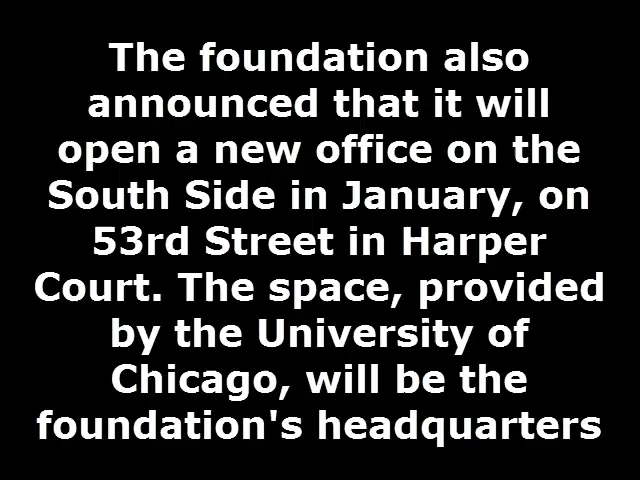 The foundation also
announced that it will
open a new office on the
South Side in January, on
53rd Street in Harper
Court. The space, provided
by the University of
Chicago, will be the
foundation's headquarters